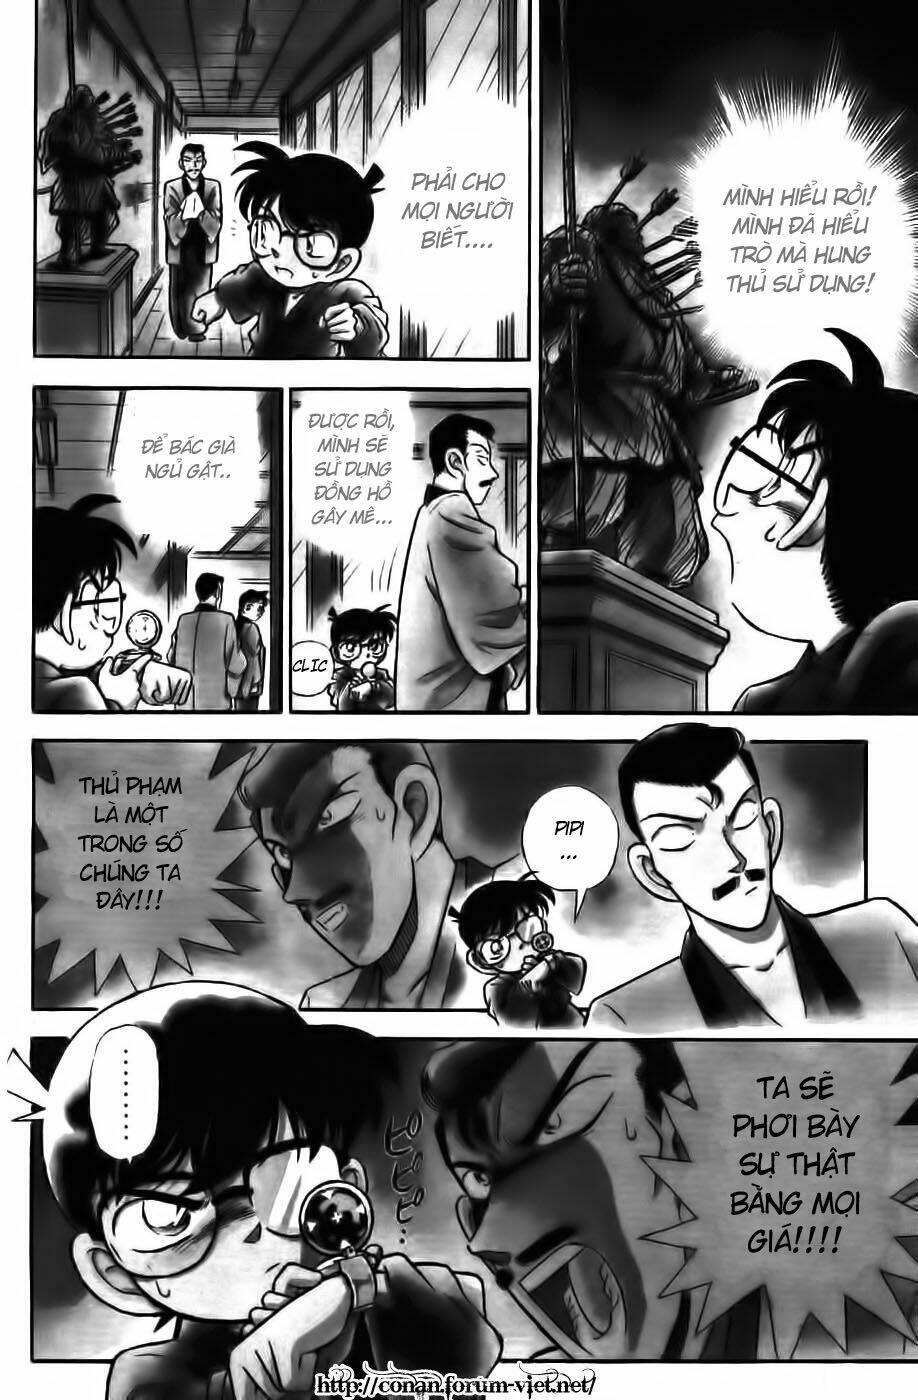 MÌNH HIỂU RỒI!
MÌNH ĐÃ HIỂU
TRÒ MÀ HUNG
THỦ SỬ DỤNG!
PHẢI CHO
MỌI NGƯỜI
BIẾT....
ĐỂ BÁC GIÀ
NGỦ GẬT..
ĐƯỢC RỒI,
MÌNH SẼ
SỬ DỤNG
ĐỒNG HỒ
GÂY MÊ...
CLIC
THỦ PHẠM
LÀ MỘT
TRONG SỐ
CHÚNG TA
ĐÂY!!!
PIPI
...
........
ピピピ...
TA SẼ
PHƠI BÀY
SỰ THẬT
BẰNG MỌI
GIÁ!!!!
http://conan.forum-viet.net/